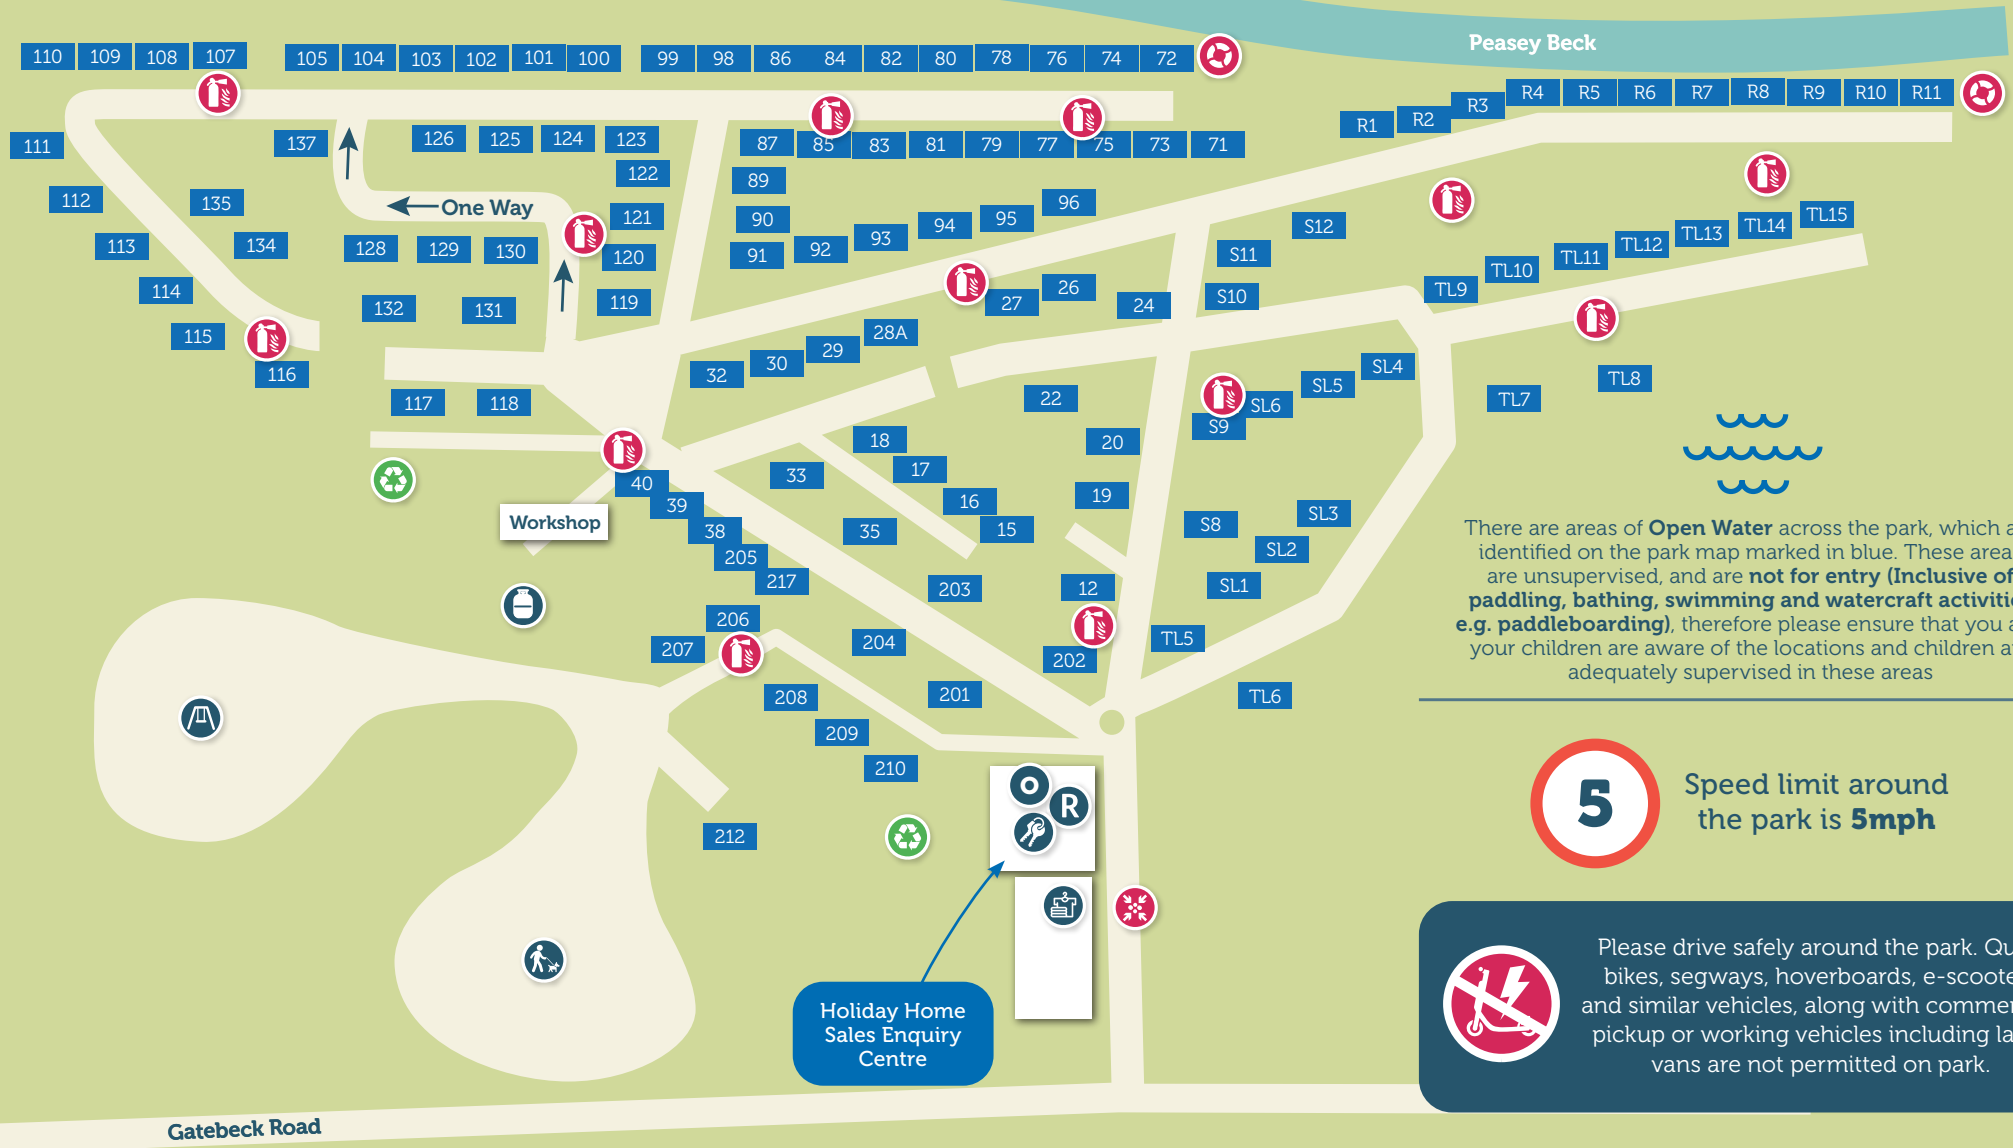 Peasey Beck
110 109 108 107 105 104 103 102 101 100 99 98 86 84 82 80 78 76 74 72
R1 R2 R3 R4 R5 R6 R7 R8 R9 R10 R11
111 137 126 125 124 123 87 85 83 81 79 77 75 73 71
122 89
112 135 121 90 94 95 96 S12
One Way
113 134 128 129 130 120 91 92 93 S11
TL9 TL10 TL11 TL12 TL13 TL14 TL15
114 132 131 119 27 26 24 S10
115 116 32 30 29 28A
117 118 22 S9 SL6 SL5 SL4 TL7 TL8
18 20
33 17
40 16 19
39 15
Workshop
38 35 S8 SL3
205 SL2
217 203 12 SL1
206
207 204 202 TL5
208 201 TL6
209
210
212
There are areas of Open Water across the park, which a
identified on the park map marked in blue. These area
are unsupervised, and are not for entry (Inclusive of
paddling, bathing, swimming and watercraft activiti
e.g. paddleboarding), therefore please ensure that you a
your children are aware of the locations and children a
adequately supervised in these areas
5
Speed limit around
the park is 5mph
R
Holiday Home
Sales Enquiry
Centre
Please drive safely around the park. Qu
bikes, segways, hoverboards, e-scoote
and similar vehicles, along with comme
pickup or working vehicles including la
vans are not permitted on park.
Gatebeck Road